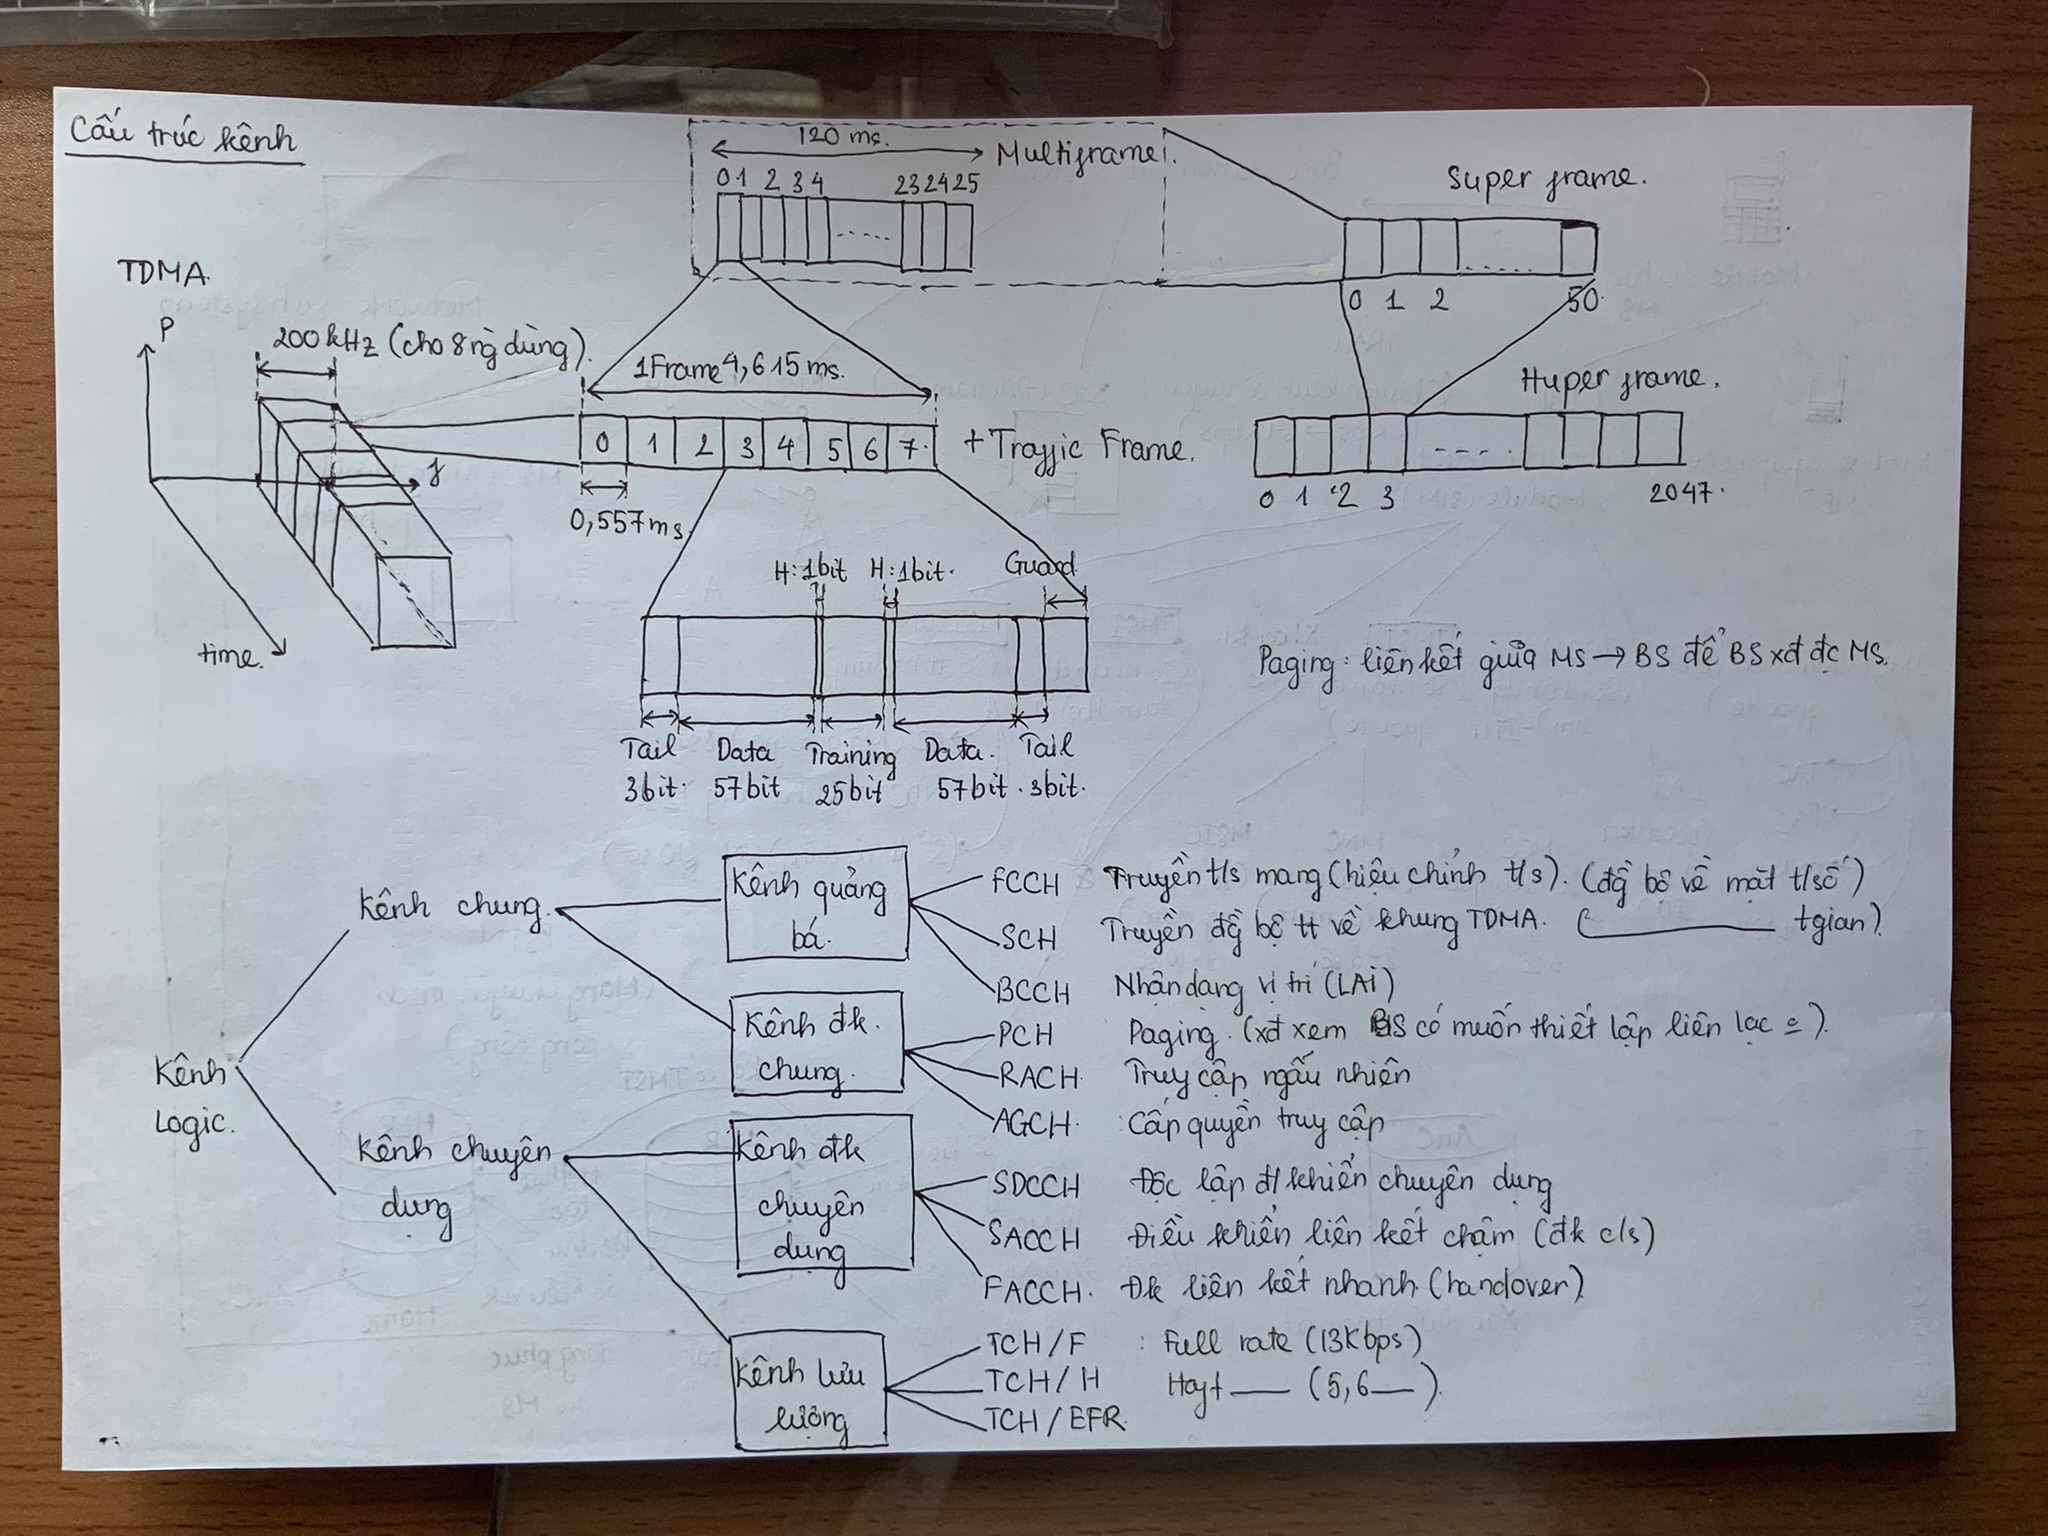 Cấu trúc kênh
120 ms.
Multiframe
0 1 2 3 4 ..... 23 24 25
Super frame.
0 1 2 ..... 50
TDMA
P
200kHz (cho 8 ng dùng).
f
time.
1 Frame 4,615 ms.
0 1 2 3 4 5 6 7
+ Traffic Frame.
0,557ms
Hyper frame.
0 1 2 3 ---- 2047
H:1bit H:1bit. Guard
Tail Data Training Data. Tail
3bit 57bit 25bit 57bit. 3bit.
Paging: liên kết giữa MS → BS để BS xđ đc MS.
Kênh
Logic.
Kênh chung.
Kênh quảng
bá.
FCCH Truyền t/s mang (hiệu chỉnh t/s). (đg̀ bộ về mặt t/số)
SCH Truyền đg̀ bộ tt về khung TDMA. (——— tgian).
BCCH Nhận dạng vị trí (LAI)
Kênh đk.
chung.
PCH Paging. (xđ xem BS có muốn thiết lập liên lạc =).
RACH Truy cập ngẫu nhiên
AGCH. Cấp quyền truy cập
Kênh chuyên
dụng
Kênh đk
chuyên
dụng
SDCCH Độc lập đ/khiển chuyên dụng
SACCH Điều khiển liên kết chậm (đk c/s)
FACCH. Đk liên kết nhanh (handover)
Kênh lưu
lượng
TCH/F : Full rate (13Kbps)
TCH/H Half —— (5,6 —)
TCH/EFR